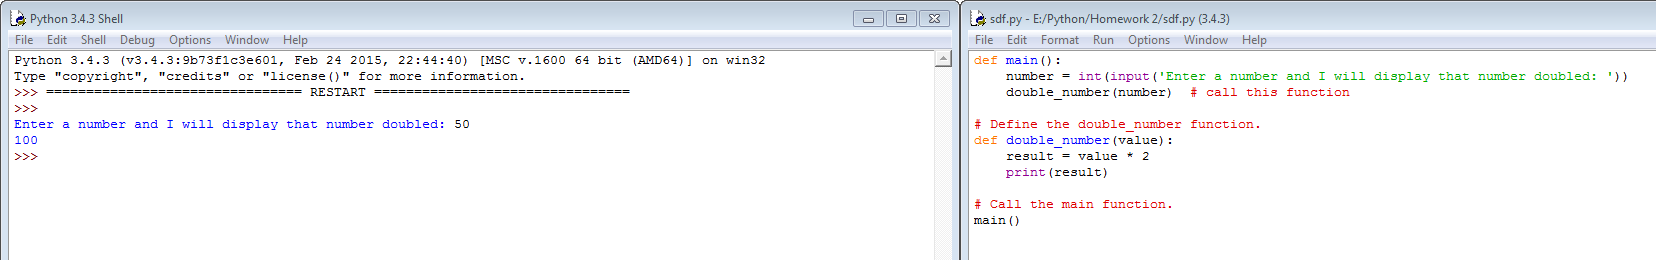 Python 3.4.3 Shell
File Edit Shell Debug Options Window Help
Python 3.4.3 (v3.4.3:9b73f1c3e601, Feb 24 2015, 22:44:40) [MSC v.1600 64 bit (AMD64)] on win32
Type "copyright", "credits" or "license()" for more information.
>>> ================================ RESTART ================================
>>>
Enter a number and I will display that number doubled: 50
100
>>>
sdf.py - E:/Python/Homework 2/sdf.py (3.4.3)
File Edit Format Run Options Window Help
def main():
    number = int(input('Enter a number and I will display that number doubled: '))
    double_number(number)  # call this function

# Define the double_number function.
def double_number(value):
    result = value * 2
    print(result)

# Call the main function.
main()